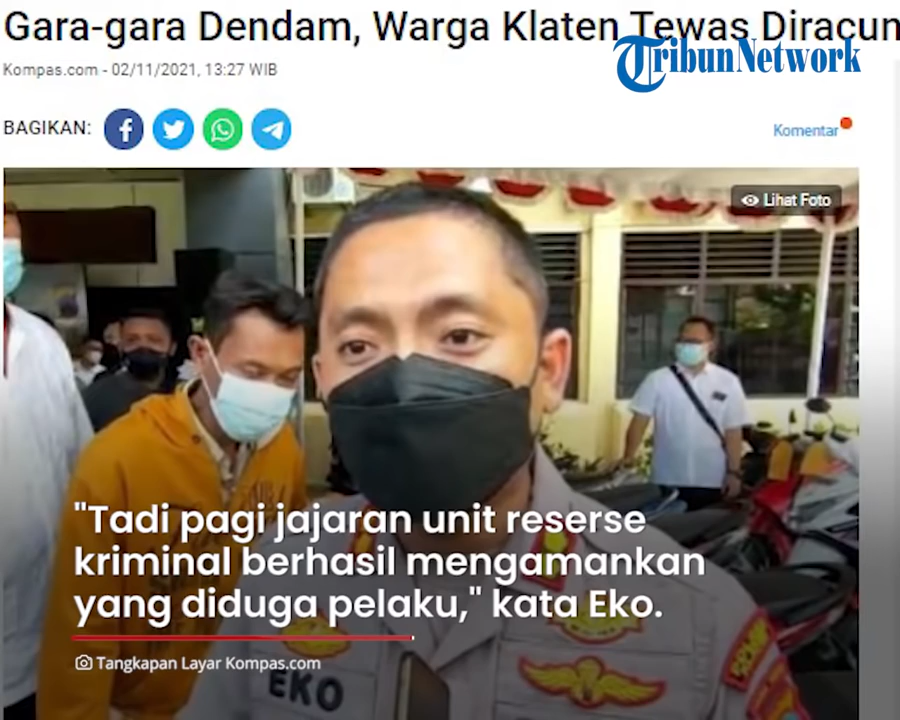 Gara-gara Dendam, Warga Klaten Tewas Diracun
TribunNetwork
Kompas.com - 02/11/2021, 13:27 WIB
BAGIKAN:
Komentar
Lihat Foto
"Tadi pagi jajaran unit reserse
kriminal berhasil mengamankan
yang diduga pelaku," kata Eko.
Tangkapan Layar Kompas.com
EKO